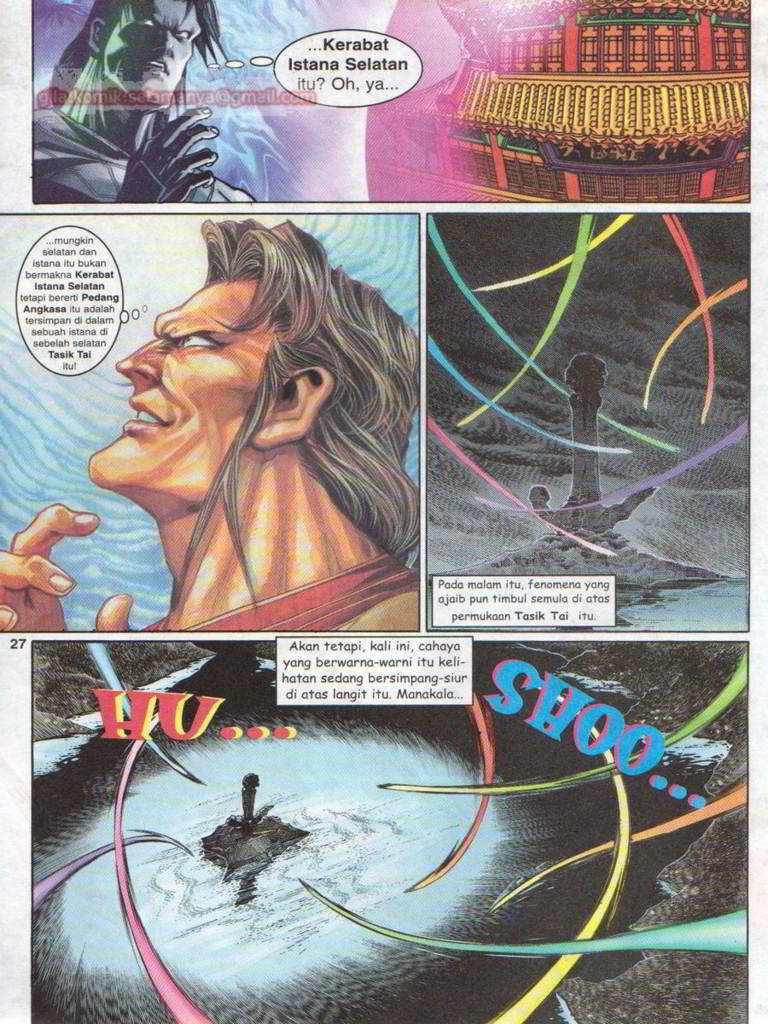 ...Kerabat
Istana Selatan
itu? Oh, ya...
gila_komik_selamanya@gmail.com
...mungkin
selatan dan
istana itu bukan
bermakna Kerabat
Istana Selatan
tetapi bererti Pedang
Angkasa itu adalah
tersimpan di dalam
sebuah istana di
sebelah selatan
Tasik Tai
itu!
Pada malam itu, fenomena yang
ajaib pun timbul semula di atas
permukaan Tasik Tai itu.
27
Akan tetapi, kali ini, cahaya
yang berwarna-warni itu keli-
hatan sedang bersimpang-siur
di atas langit itu. Manakala...
HU...
SHOO...